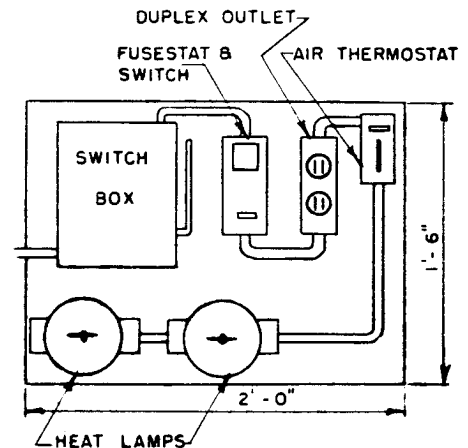 DUPLEX OUTLET
FUSESTAT &
SWITCH
AIR THERMOSTAT
SWITCH
BOX
1'-6"
2'-0"
HEAT LAMPS